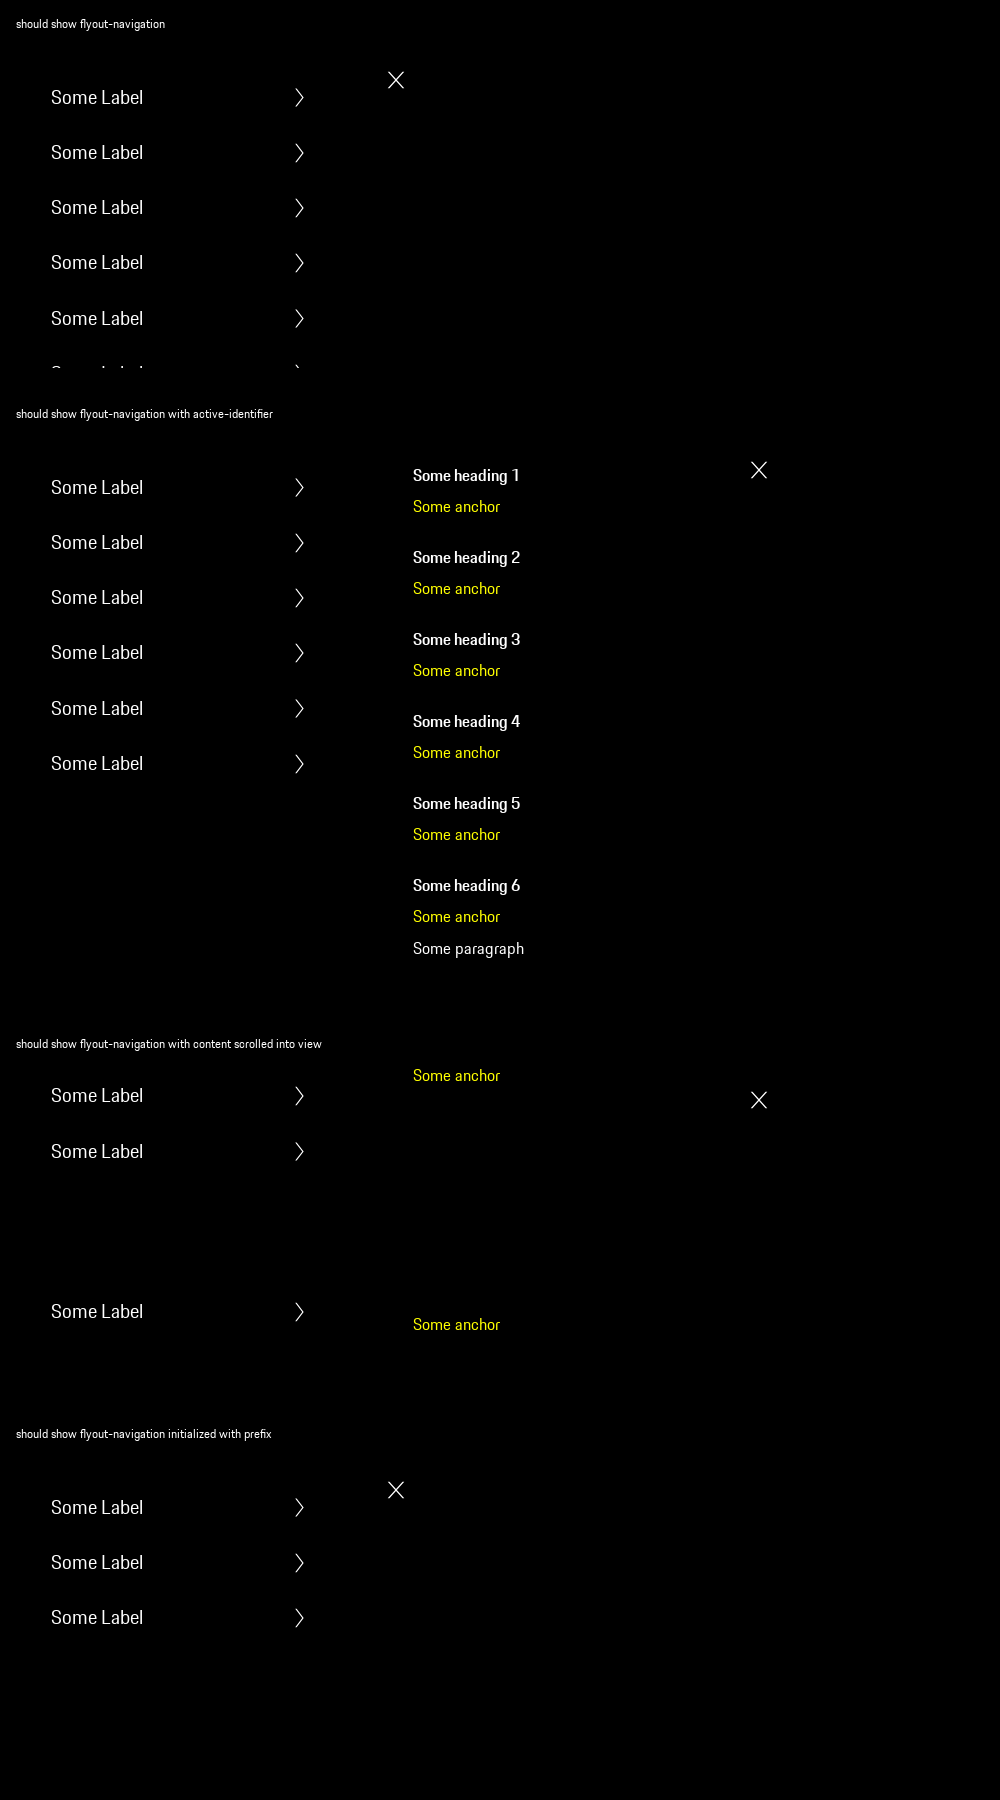 should show flyout-navigation
Some Label
Some Label
Some Label
Some Label
Some Label
should show flyout-navigation with active-identifier
Some Label
Some Label
Some Label
Some Label
Some Label
Some Label
Some heading 1
Some anchor
Some heading 2
Some anchor
Some heading 3
Some anchor
Some heading 4
Some anchor
Some heading 5
Some anchor
Some heading 6
Some anchor
Some paragraph
should show flyout-navigation with content scrolled into view
Some Label
Some Label
Some Label
Some anchor
Some anchor
should show flyout-navigation initialized with prefix
Some Label
Some Label
Some Label